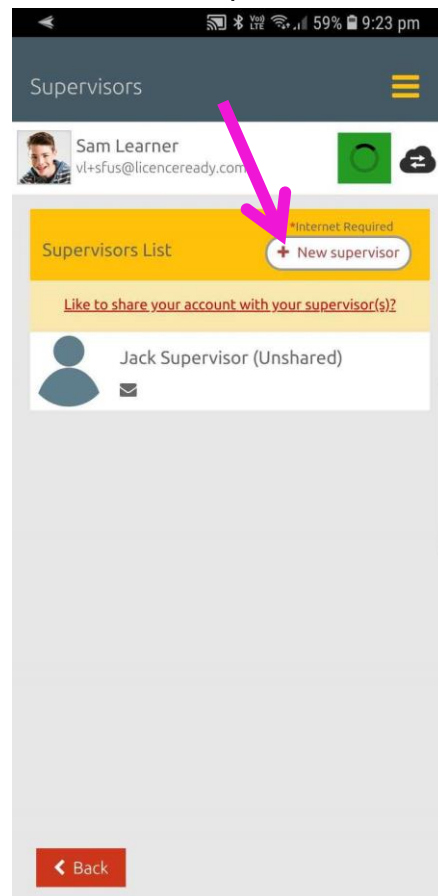 59% 9:23 pm
Supervisors
Sam Learner
vl+sfus@licenceready.com
*Internet Required
Supervisors List
+ New supervisor
Like to share your account with your supervisor(s)?
Jack Supervisor (Unshared)
Back